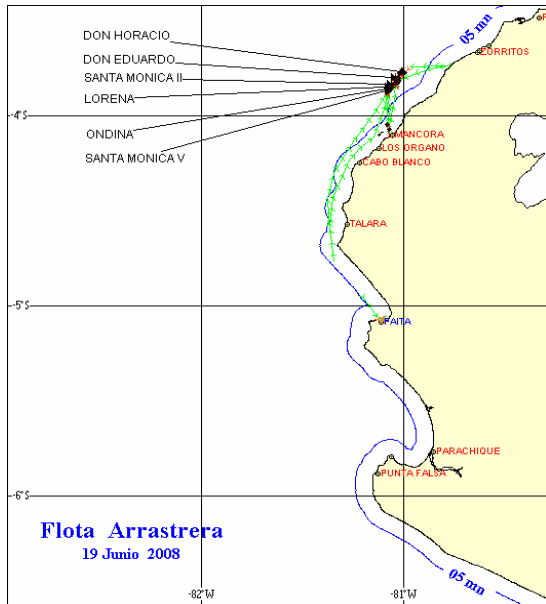 05 mn
ZORRITOS
DON HORACIO
DON EDUARDO
SANTA MONICA II
LORENA
ONDINA
SANTA MONICA V
-4°S
MANCORA
LOS ORGANO
CABO BLANCO
TALARA
-5°S
PAITA
PARACHIQUE
PUNTA FALSA
-6°S
Flota Arrastrera
19 Junio 2008
05 mn
-82°W
-81°W